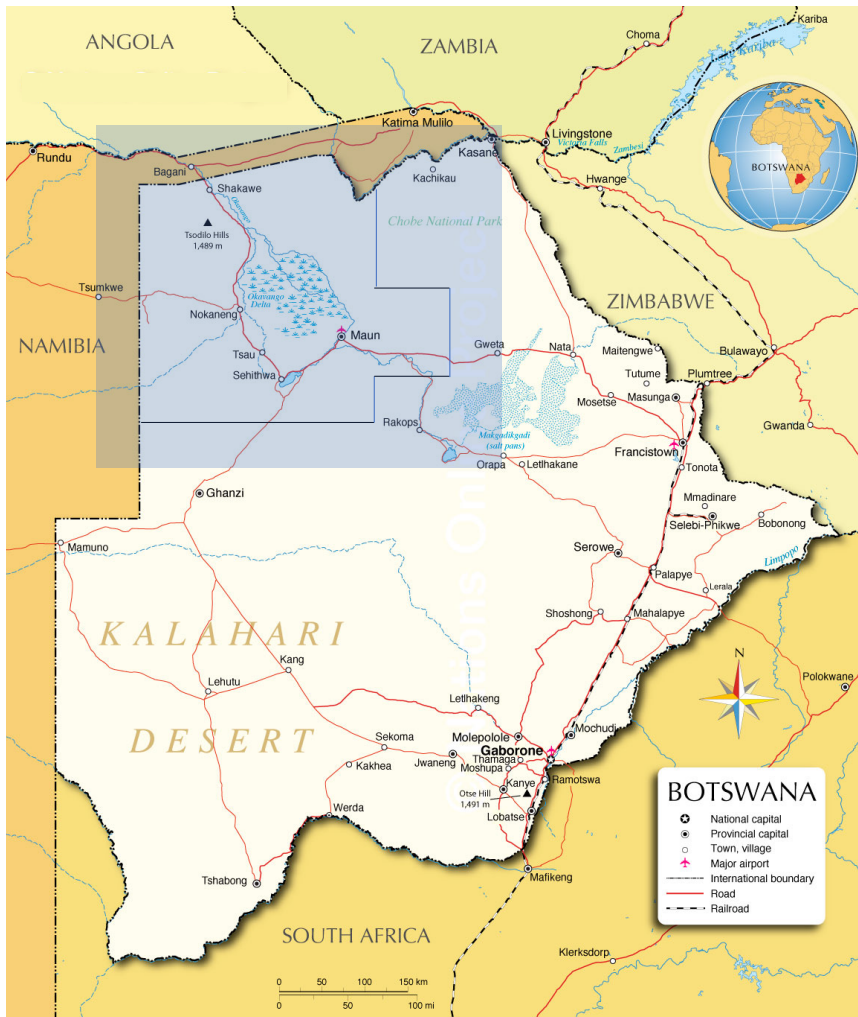 Kariba
Choma
ANGOLA
ZAMBIA
Lake Kariba
Katima Mulilo
Livingstone
Victoria Falls
Zambesi
Rundu
Kasane
Bagani
Kachikau
Shakawe
Hwange
BOTSWANA
Okavango
Chobe National Park
Tsodilo Hills
1,489 m
Tsumkwe
Okavango
Delta
ZIMBABWE
Nokaneng
NAMIBIA
Maun
Gweta
Nata
Maitengwe
Bulawayo
Tsau
Sehithwa
Tutume
Plumtree
Mosetse
Masunga
Rakops
Makgadikgadi
(salt pans)
Gwanda
Francistown
Orapa
Letlhakane
Tonota
Ghanzi
Mmadinare
Selebi-Phikwe
Bobonong
Mamuno
Serowe
Limpopo
Palapye
Lerala
Shoshong
Mahalapye
KALAHARI
N
Kang
Lehutu
Polokwane
Letlhakeng
DESERT
Molepolole
Mochudi
Sekoma
Gaborone
Jwaneng
Thamaga
Moshupa
Kakhea
Ramotswa
Kanye
Otse Hill
1,491 m
Werda
Lobatse
BOTSWANA
National capital
Provincial capital
Town, village
Major airport
International boundary
Road
Railroad
Tshabong
Mafikeng
SOUTH AFRICA
Klerksdorp
0 50 100 150 km
0 50 100 mi